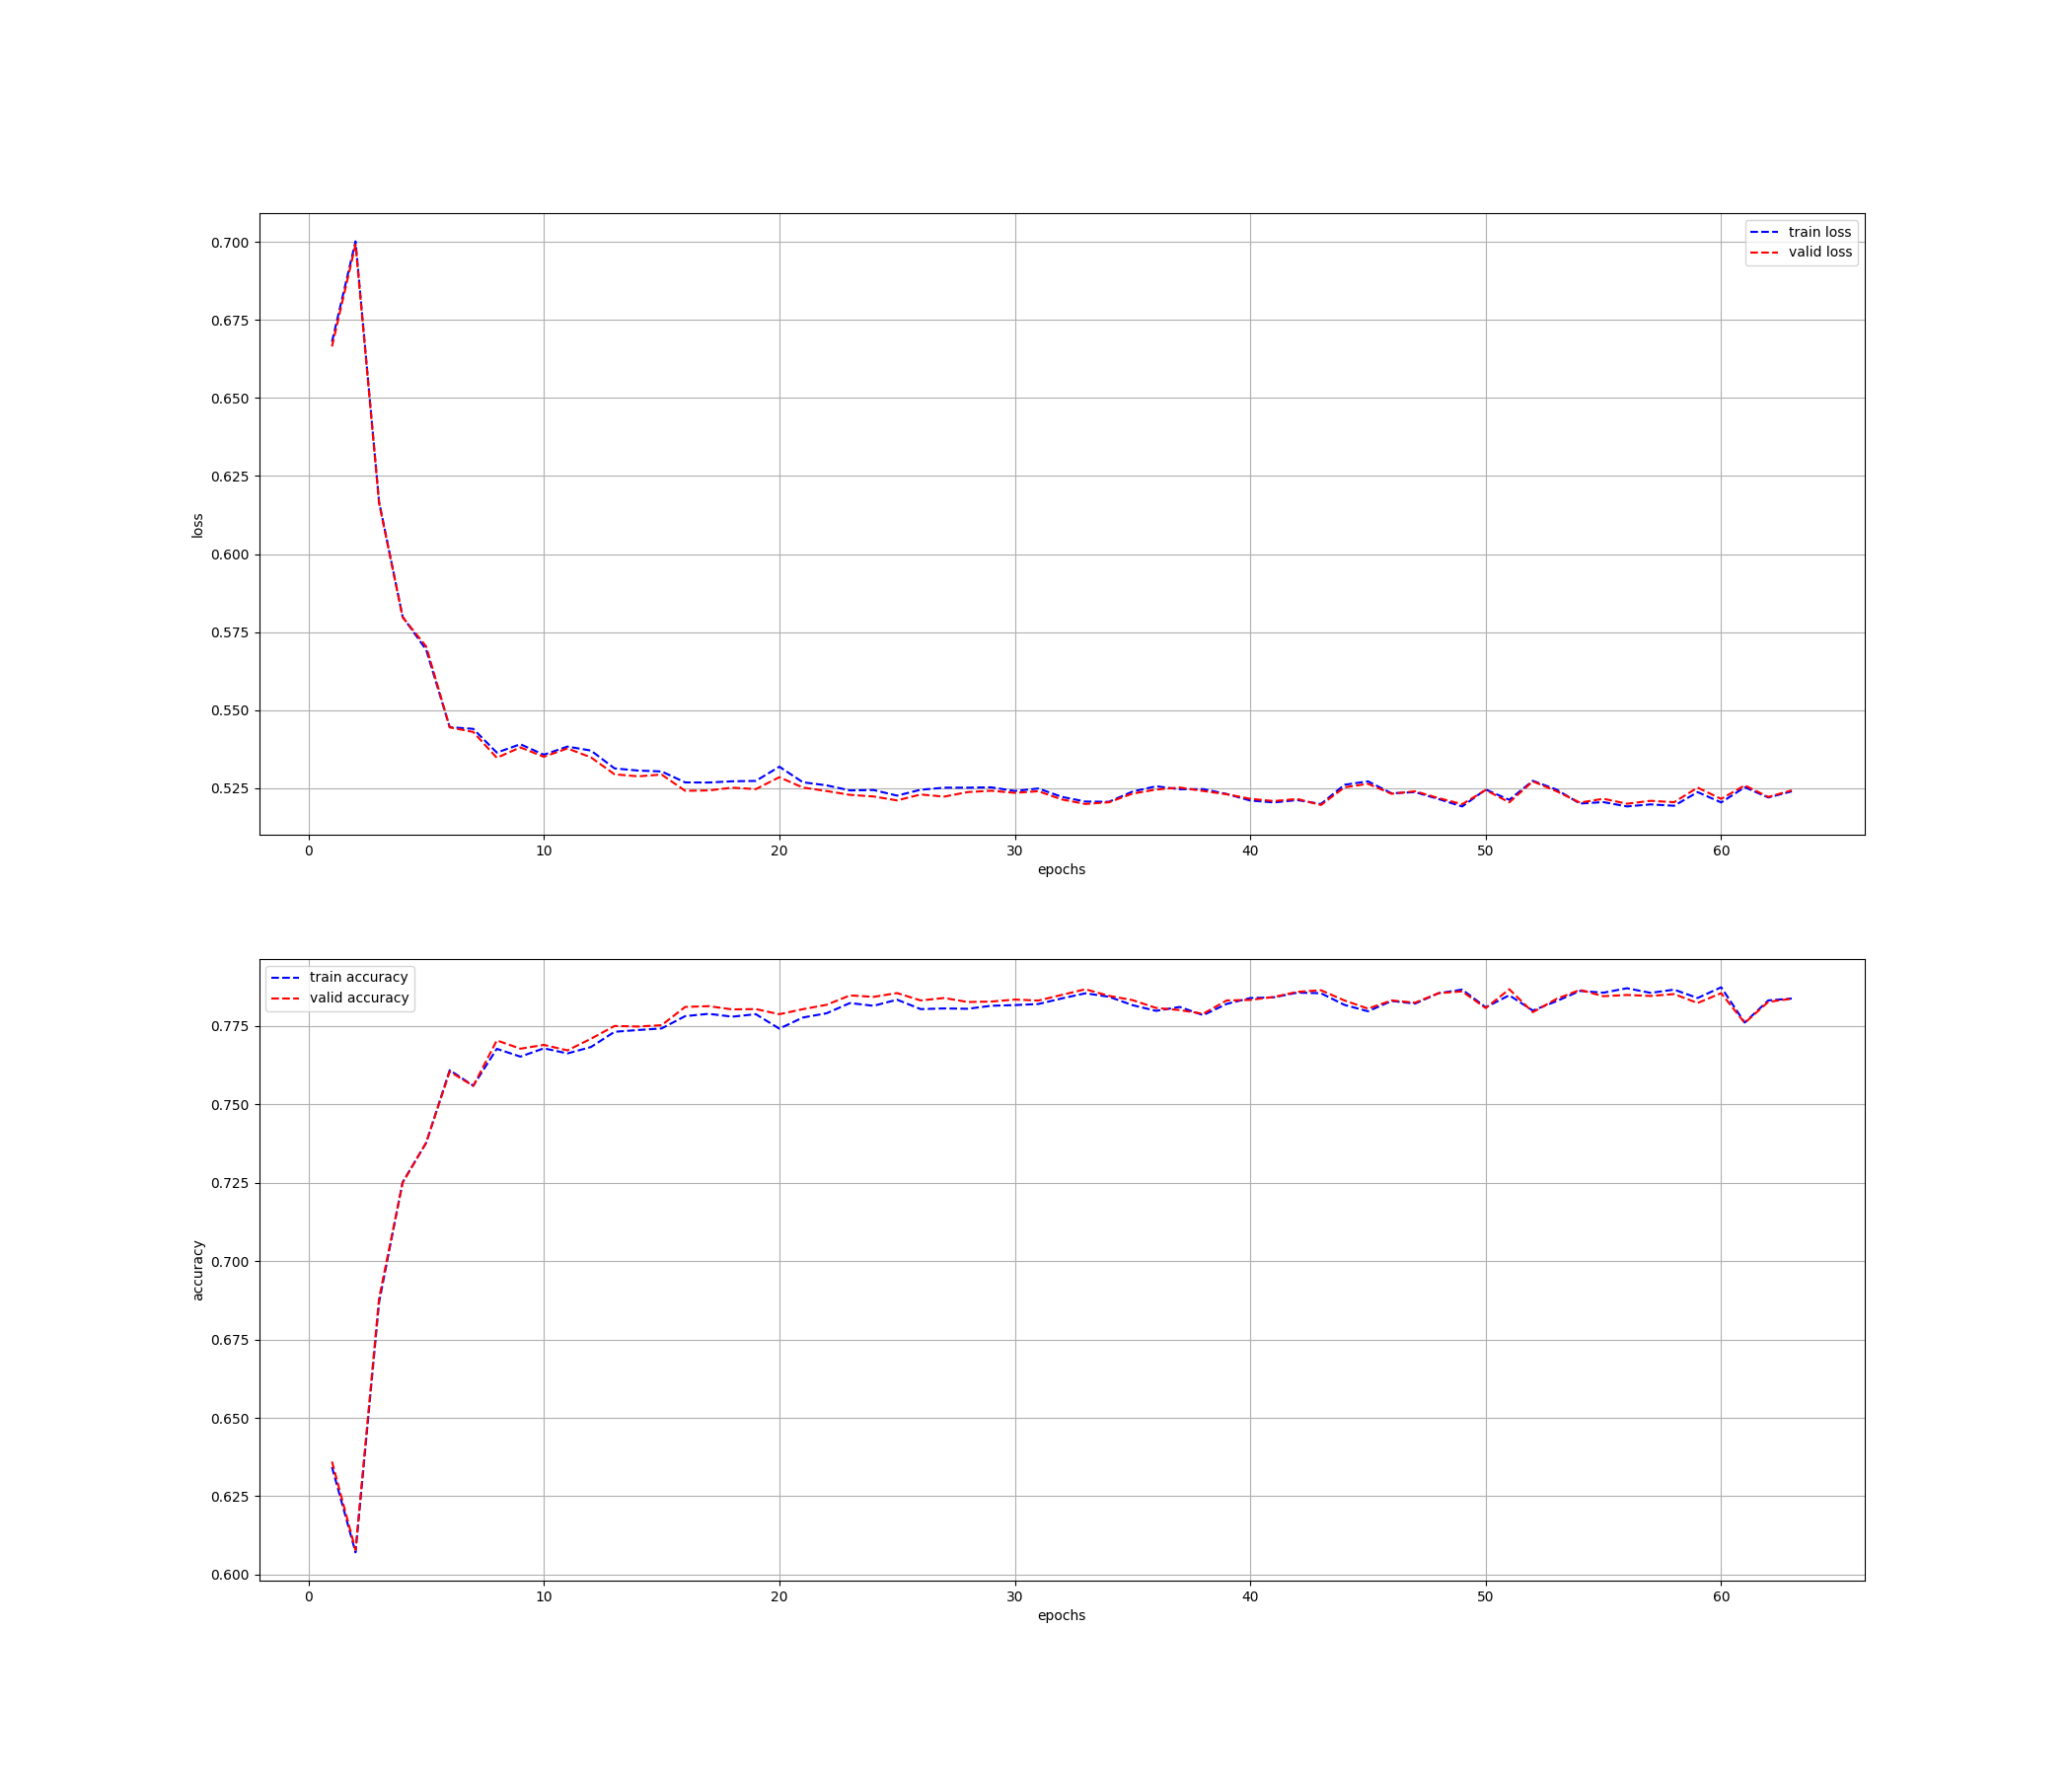 train loss
valid loss
0.700
0.675
0.650
0.625
0.600
0.575
0.550
0.525
loss
0 10 20 30 40 50 60
epochs
train accuracy
valid accuracy
0.775
0.750
0.725
0.700
0.675
0.650
0.625
0.600
accuracy
0 10 20 30 40 50 60
epochs